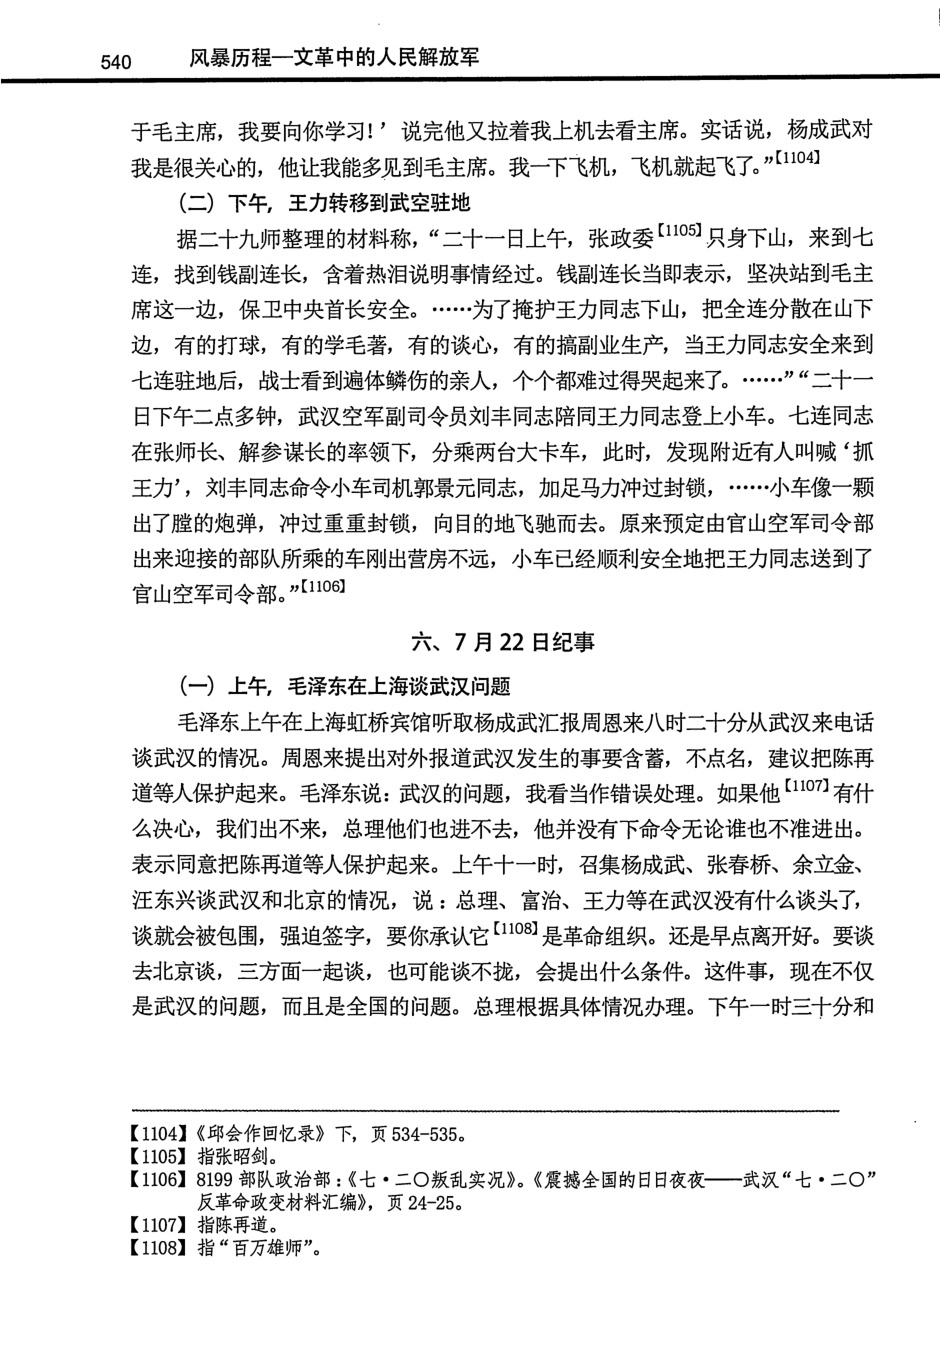 540 风暴历程—文革中的人民解放军
于毛主席，我要向你学习！’说完他又拉着我上机去看主席。实话说，杨成武对
我是很关心的，他让我能多见到毛主席。我一下飞机，飞机就起飞了。”【1104】
（二）下午，王力转移到武空驻地
据二十九师整理的材料称，“二十一日上午，张政委【1105】只身下山，来到七
连，找到钱副连长，含着热泪说明事情经过。钱副连长当即表示，坚决站到毛主
席这一边，保卫中央首长安全。……为了掩护王力同志下山，把全连分散在山下
边，有的打球，有的学毛著，有的谈心，有的搞副业生产，当王力同志安全来到
七连驻地后，战士看到遍体鳞伤的亲人，个个都难过得哭起来了。……”“二十一
日下午二点多钟，武汉空军副司令员刘丰同志陪同王力同志登上小车。七连同志
在张师长、解参谋长的率领下，分乘两台大卡车，此时，发现附近有人叫喊‘抓
王力’，刘丰同志命令小车司机郭景元同志，加足马力冲过封锁，……小车像一颗
出了膛的炮弹，冲过重重封锁，向目的地飞驰而去。原来预定由官山空军司令部
出来迎接的部队所乘的车刚出营房不远，小车已经顺利安全地把王力同志送到了
官山空军司令部。”【1106】
六、7月22日纪事
（一）上午，毛泽东在上海谈武汉问题
毛泽东上午在上海虹桥宾馆听取杨成武汇报周恩来八时二十分从武汉来电话
谈武汉的情况。周恩来提出对外报道武汉发生的事要含蓄，不点名，建议把陈再
道等人保护起来。毛泽东说：武汉的问题，我看当作错误处理。如果他【1107】有什
么决心，我们出不来，总理他们也进不去，他并没有下命令无论谁也不准进出。
表示同意把陈再道等人保护起来。上午十一时，召集杨成武、张春桥、余立金、
汪东兴谈武汉和北京的情况，说：总理、富治、王力等在武汉没有什么谈头了，
谈就会被包围，强迫签字，要你承认它【1108】是革命组织。还是早点离开好。要谈
去北京谈，三方面一起谈，也可能谈不拢，会提出什么条件。这件事，现在不仅
是武汉的问题，而且是全国的问题。总理根据具体情况办理。下午一时三十分和
【1104】《邱会作回忆录》下，页534-535。
【1105】指张昭剑。
【1106】8199部队政治部：《七·二〇叛乱实况》。《震撼全国的日日夜夜——武汉“七·二〇”
反革命政变材料汇编》，页24-25。
【1107】指陈再道。
【1108】指“百万雄师”。